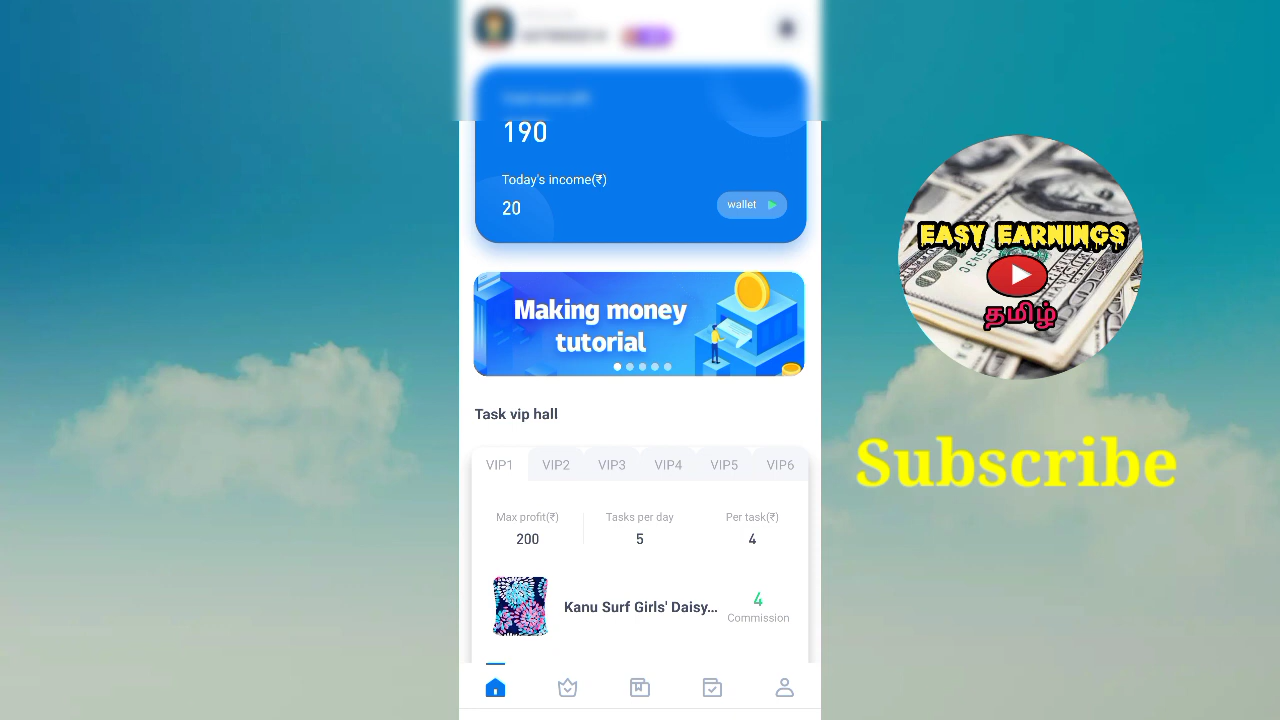 190
Today's income(₹)
20
wallet
Making money
tutorial
Task vip hall
VIP1 VIP2 VIP3 VIP4 VIP5 VIP6
Max profit(₹) Tasks per day Per task(₹)
200 5 4
Kanu Surf Girls' Daisy...
4
Commission
EASY EARNINGS
தமிழ்
Subscribe